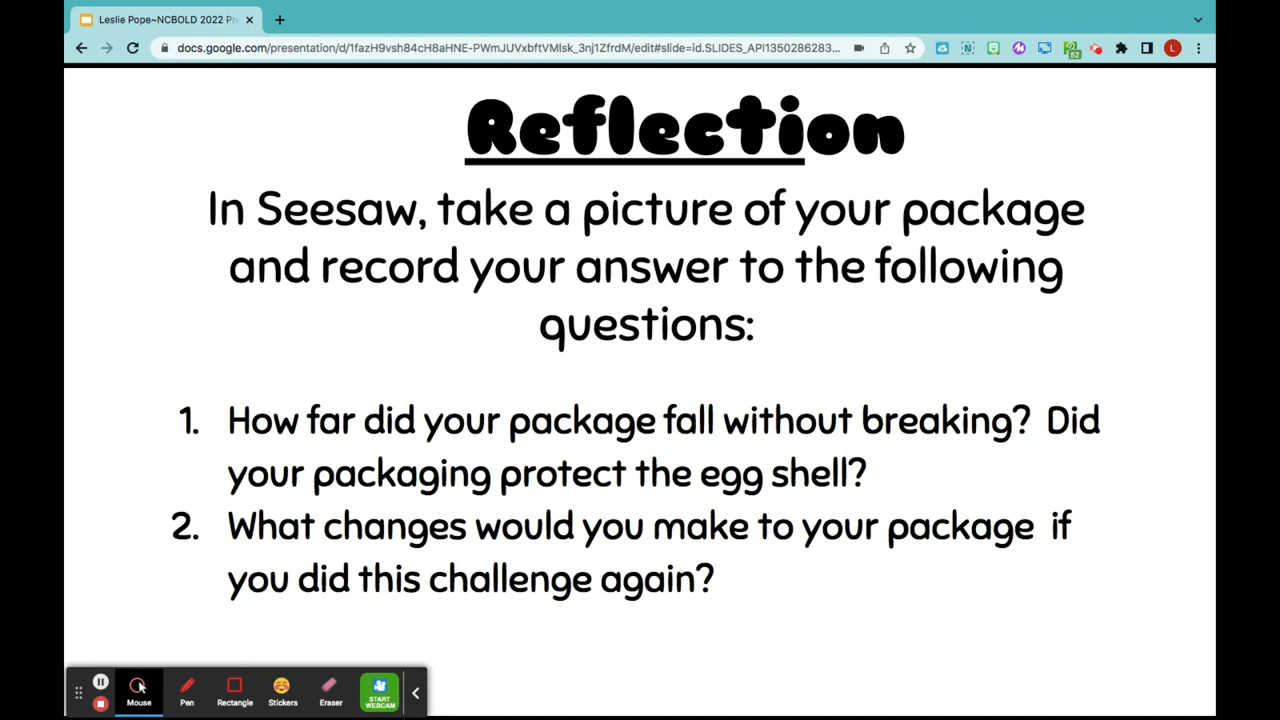 Leslie Pope~NCBOLD 2022 Pre
docs.google.com/presentation/d/1fazH9vsh84cH8aHNE-PWmJUVxbftVMlsk_3nj1ZfrdM/edit#slide=id.SLIDES_API1350286283...
52
L
Reflection
In Seesaw, take a picture of your package
and record your answer to the following
questions:
1. How far did your package fall without breaking? Did
your packaging protect the egg shell?
2. What changes would you make to your package if
you did this challenge again?
Mouse
Pen
Rectangle
Stickers
Eraser
START
WEBCAM